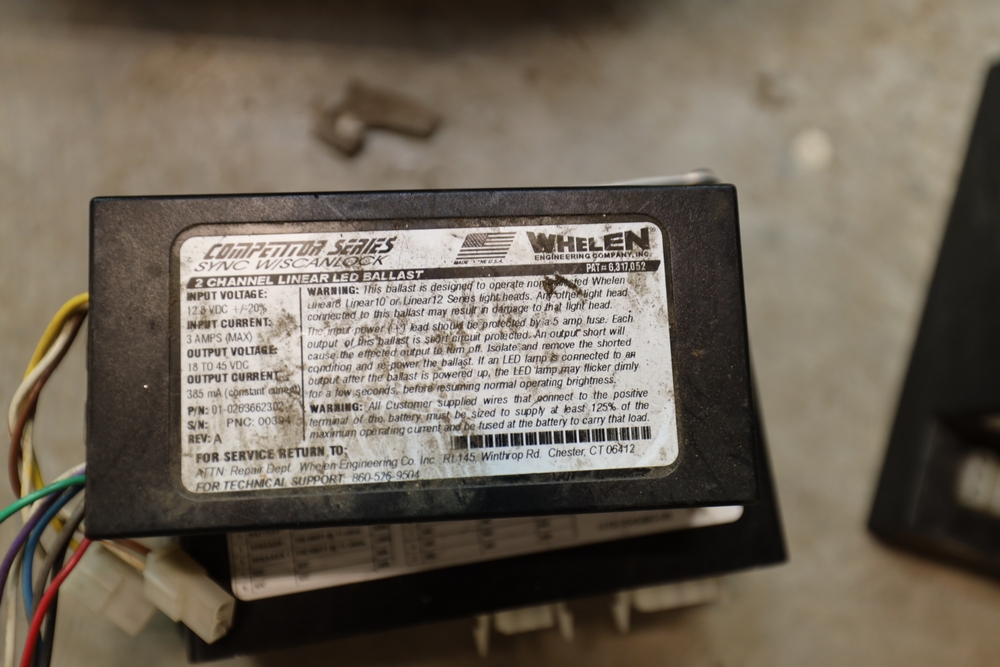 COMPETITOR SERIES
SYNC W/SCANLOCK
MADE IN THE U.S.A.
WHELEN
ENGINEERING COMPANY, INC.
2 CHANNEL LINEAR LED BALLAST
PAT# 6,317,052
INPUT VOLTAGE:
12.8 VDC +/-20%
INPUT CURRENT:
3 AMPS (MAX)
OUTPUT VOLTAGE:
18 TO 45 VDC
OUTPUT CURRENT:
385 mA (constant current)
P/N: 01-026366230
S/N: PNC: 00394
REV: A
WARNING: This ballast is designed to operate Whelen
Linear8 Linear10 or Linear12 Series light heads. Any other light head
connected to this ballast may result in damage to that light head.
The input power (+) lead should be protected by a 5 amp fuse. Each
output of this ballast is short circuit protected. An output short will
cause the effected output to turn off. Isolate and remove the shorted
condition and re-power the ballast. If an LED lamp is connected to an
output after the ballast is powered up, the LED lamp may flicker dimly
for a few seconds, before resuming normal operating brightness.
WARNING: All Customer supplied wires that connect to the positive
terminal of the battery must be sized to supply at least 125% of the
maximum operating current and be fused at the battery to carry that load.
FOR SERVICE RETURN TO:
ATTN Repair Dept. Whelen Engineering Co. Inc. Rt.145, Winthrop Rd. Chester, CT 06412
FOR TECHNICAL SUPPORT: 860-526-9504